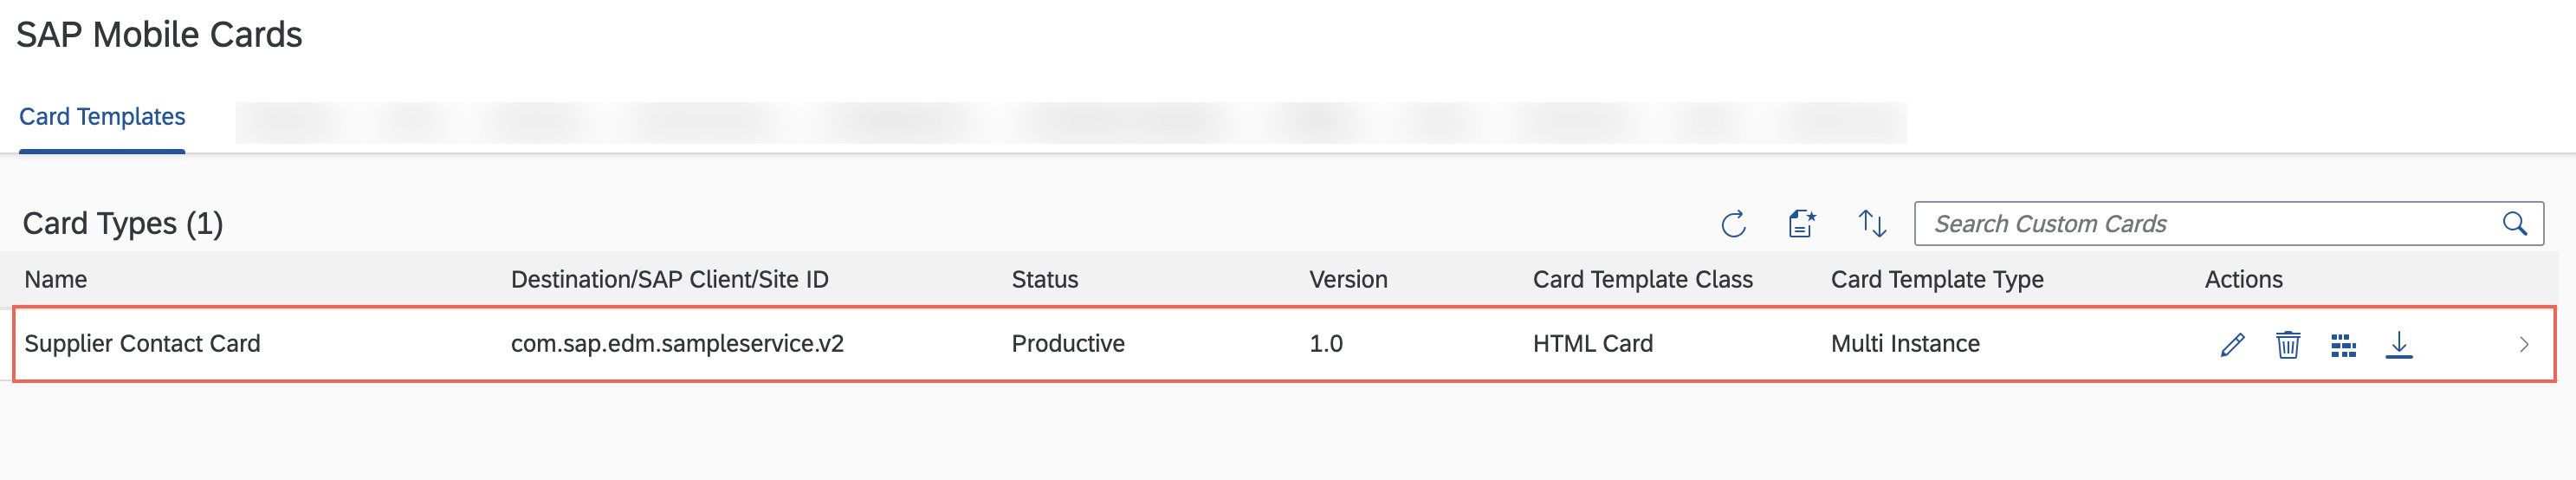 SAP Mobile Cards
Card Templates
Card Types (1)
Search Custom Cards
Name Destination/SAP Client/Site ID Status Version Card Template Class Card Template Type Actions
Supplier Contact Card com.sap.edm.sampleservice.v2 Productive 1.0 HTML Card Multi Instance